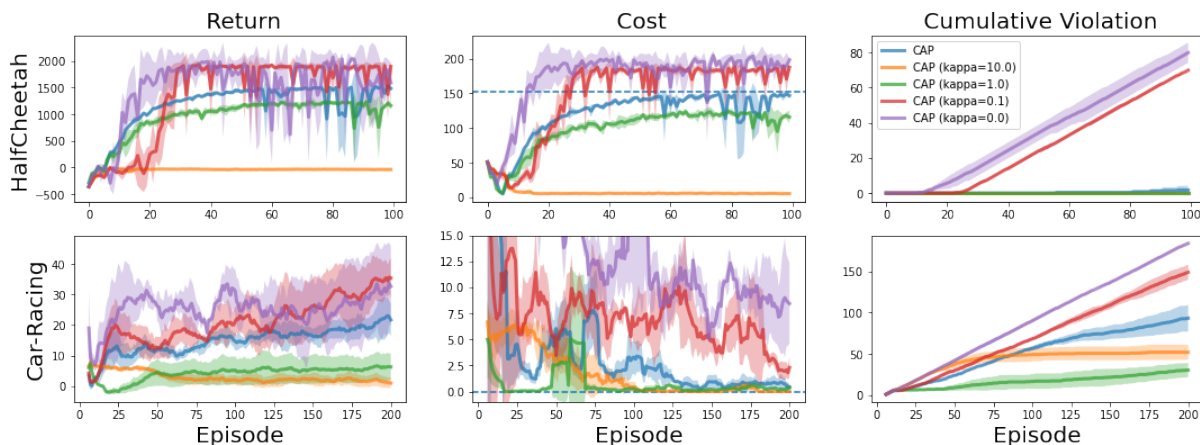 Return
Cost
Cumulative Violation
HalfCheetah
2000
1500
1000
500
0
−500
0 20 40 60 80 100
200
150
100
50
0
0 20 40 60 80 100
80
60
40
20
0
0 20 40 60 80 100
CAP
CAP (kappa=10.0)
CAP (kappa=1.0)
CAP (kappa=0.1)
CAP (kappa=0.0)
Car-Racing
40
30
20
10
0
25 50 75 100 125 150 175 200
Episode
15.0
12.5
10.0
7.5
5.0
2.5
0.0
25 50 75 100 125 150 175 200
Episode
150
100
50
0
0 25 50 75 100 125 150 175 200
Episode